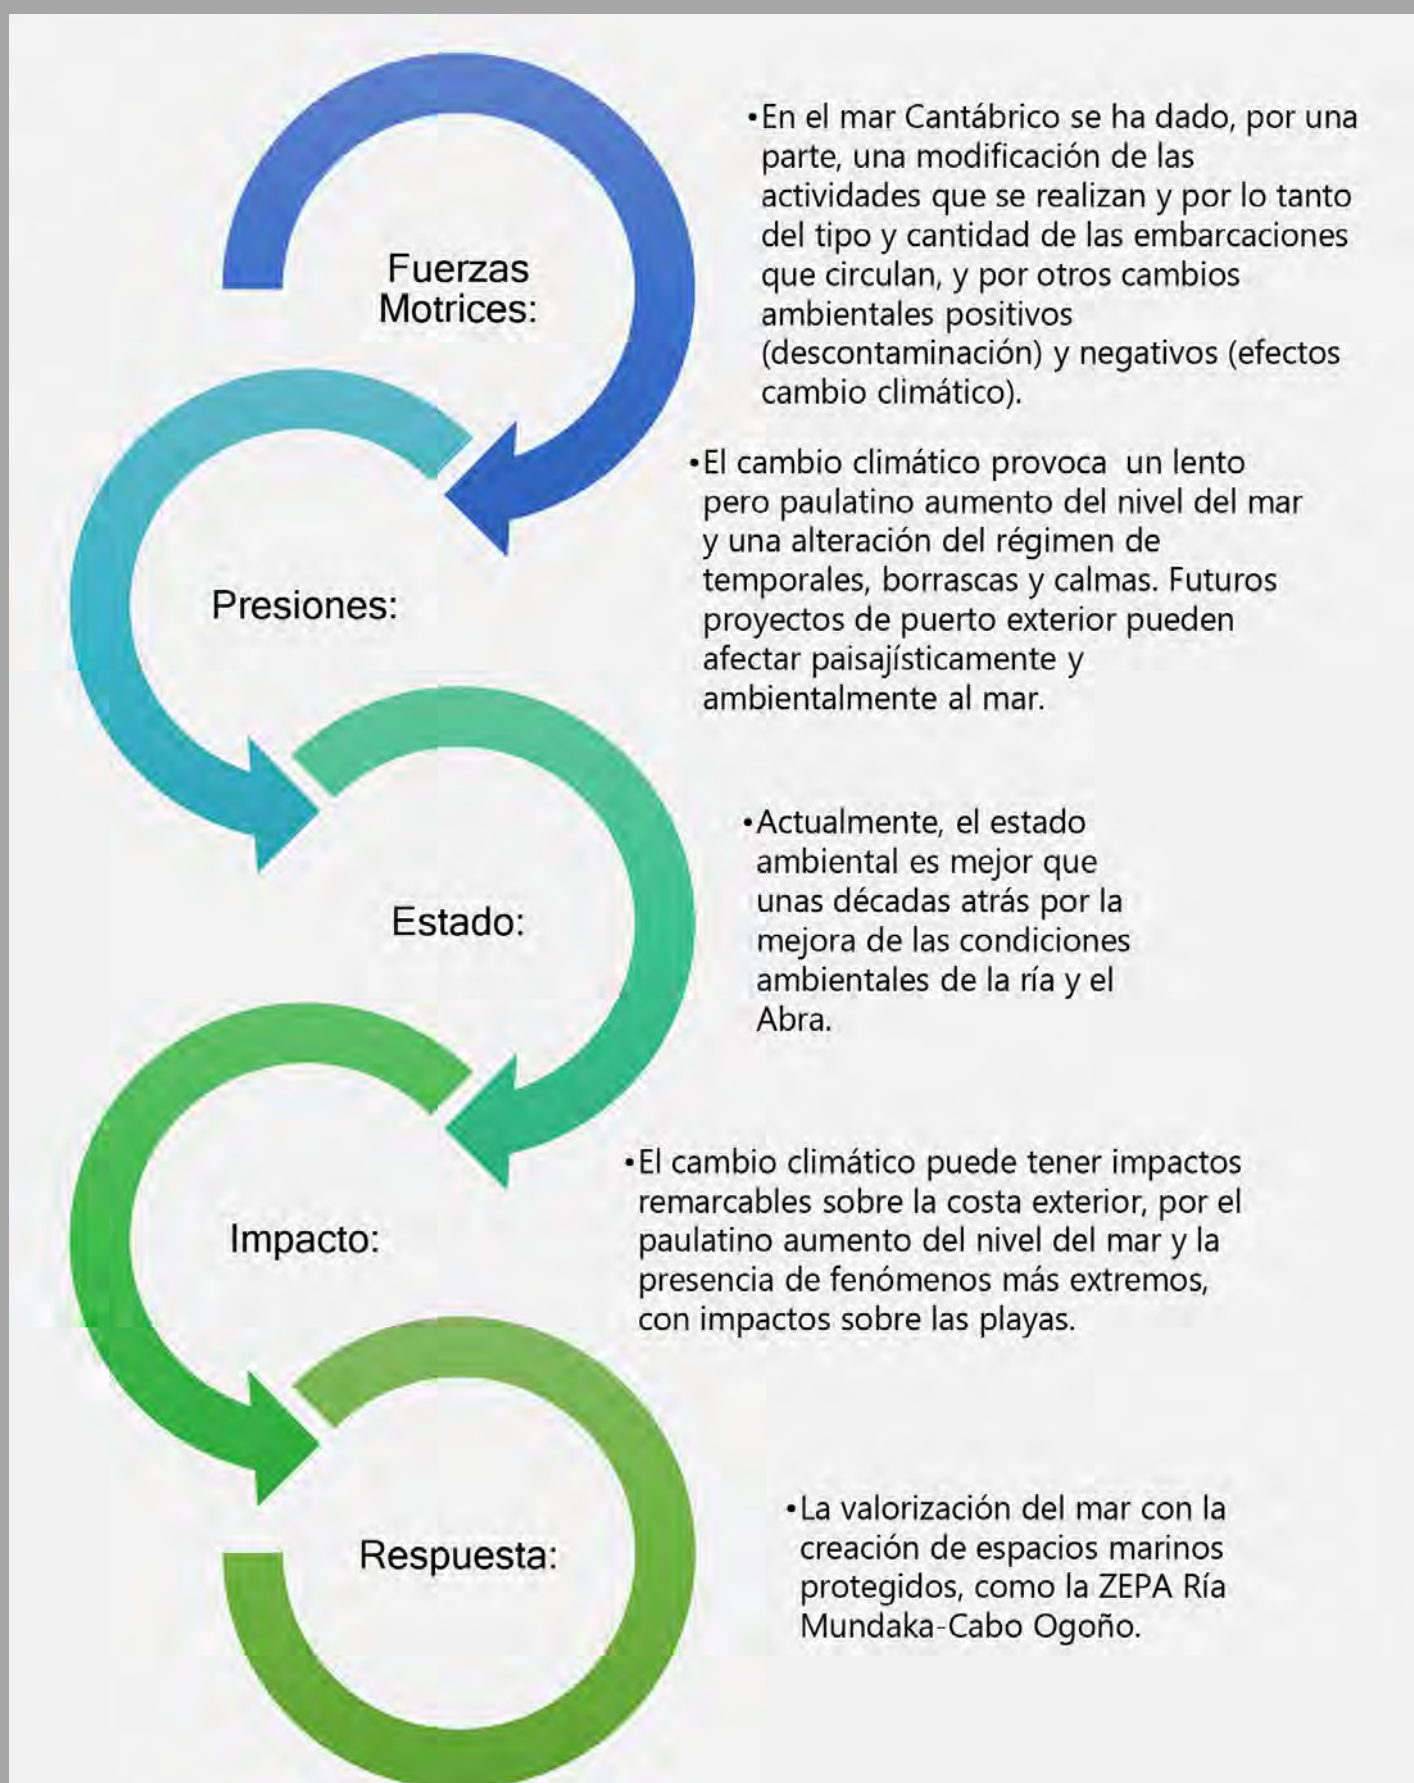 Fuerzas
Motrices:
•En el mar Cantábrico se ha dado, por una
parte, una modificación de las
actividades que se realizan y por lo tanto
del tipo y cantidad de las embarcaciones
que circulan, y por otros cambios
ambientales positivos
(descontaminación) y negativos (efectos
cambio climático).
Presiones:
•El cambio climático provoca un lento
pero paulatino aumento del nivel del mar
y una alteración del régimen de
temporales, borrascas y calmas. Futuros
proyectos de puerto exterior pueden
afectar paisajísticamente y
ambientalmente al mar.
Estado:
•Actualmente, el estado
ambiental es mejor que
unas décadas atrás por la
mejora de las condiciones
ambientales de la ría y el
Abra.
Impacto:
•El cambio climático puede tener impactos
remarcables sobre la costa exterior, por el
paulatino aumento del nivel del mar y la
presencia de fenómenos más extremos,
con impactos sobre las playas.
Respuesta:
•La valorización del mar con la
creación de espacios marinos
protegidos, como la ZEPA Ría
Mundaka-Cabo Ogoño.